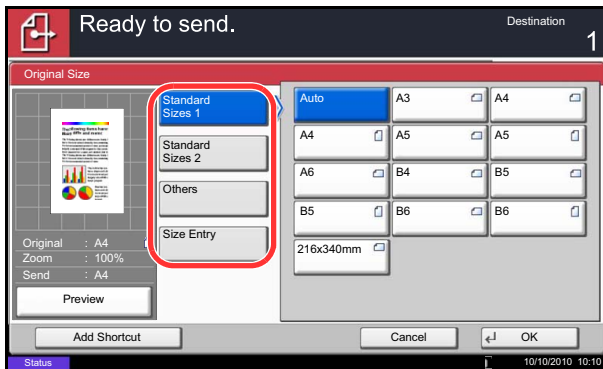 Ready to send.
Destination
1
Original Size
Standard
Sizes 1
Standard
Sizes 2
Others
Size Entry
Auto
A3
A4
A4
A5
A5
A6
B4
B5
B5
B6
B6
216x340mm
Original : A4
Zoom : 100%
Send : A4
Preview
Add Shortcut
Cancel
OK
Status
10/10/2010 10:10